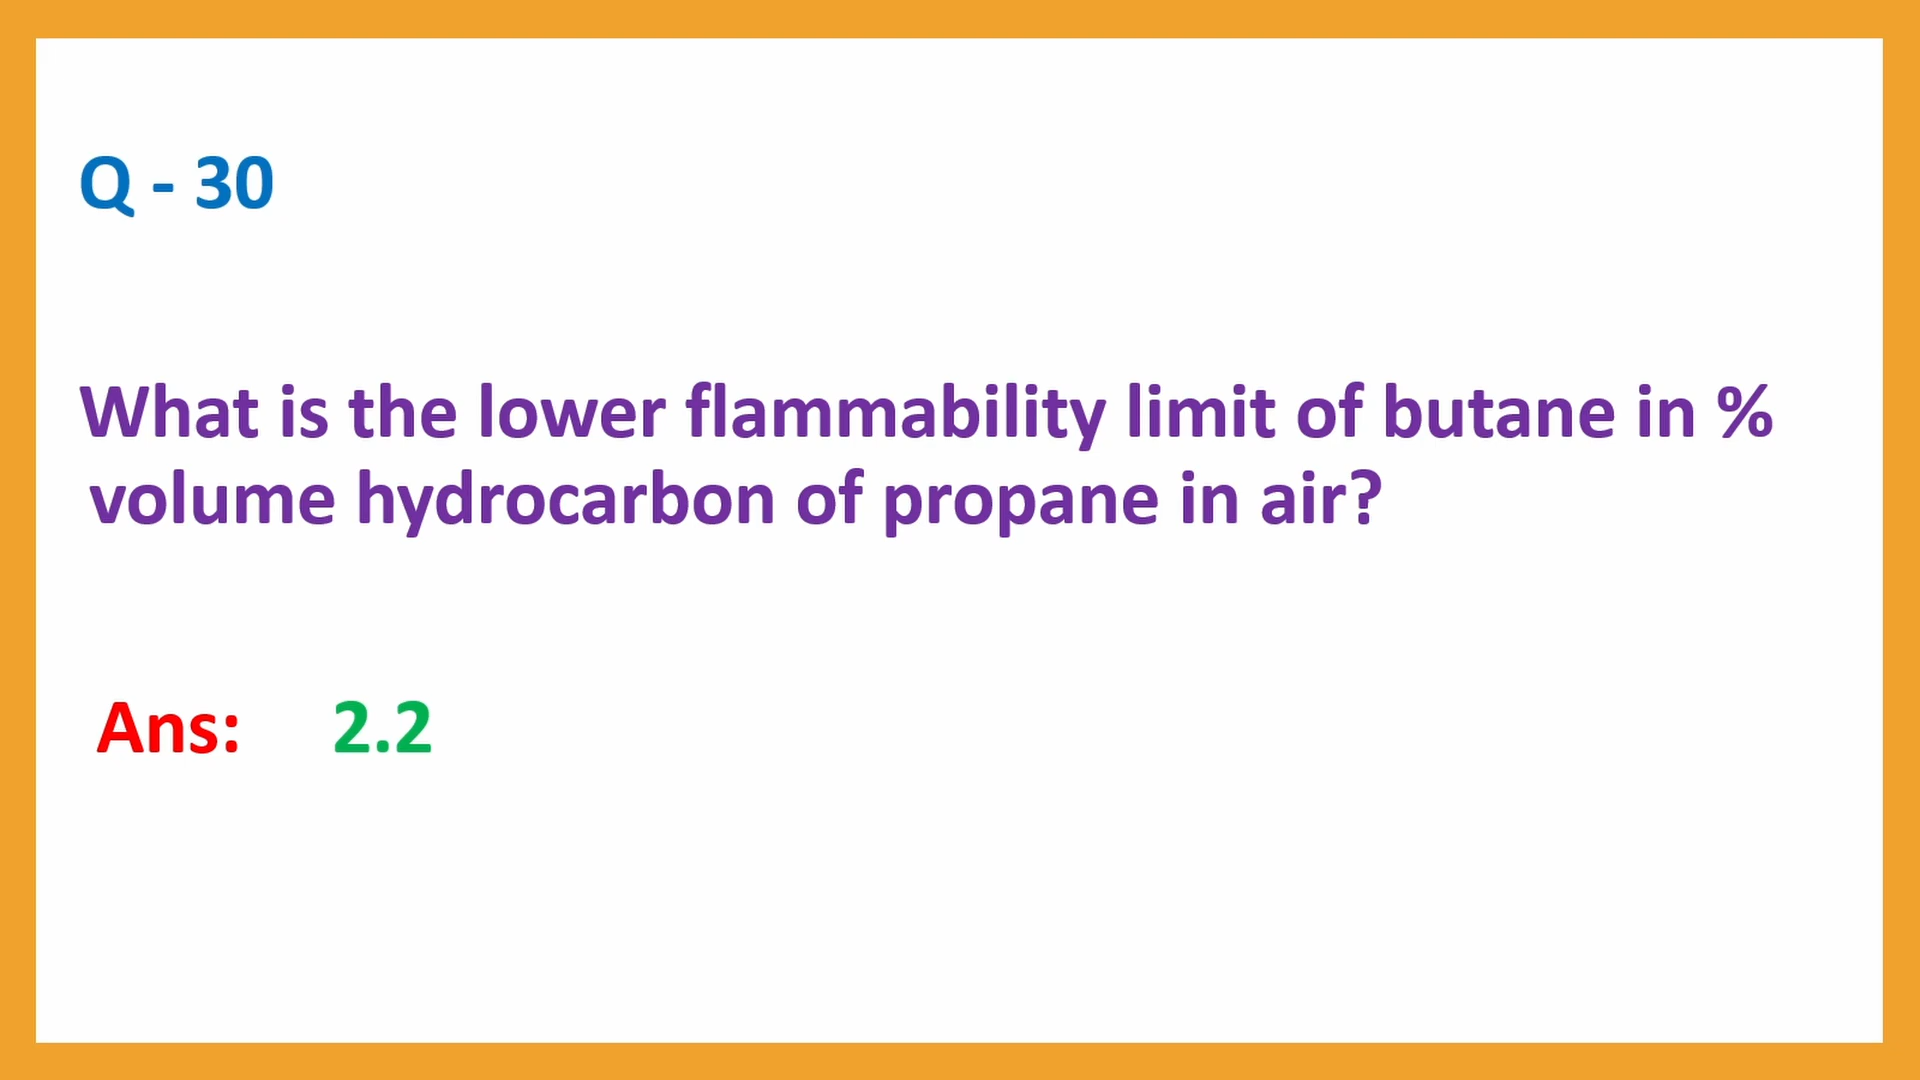 Q - 30
What is the lower flammability limit of butane in %
volume hydrocarbon of propane in air?
Ans: 2.2